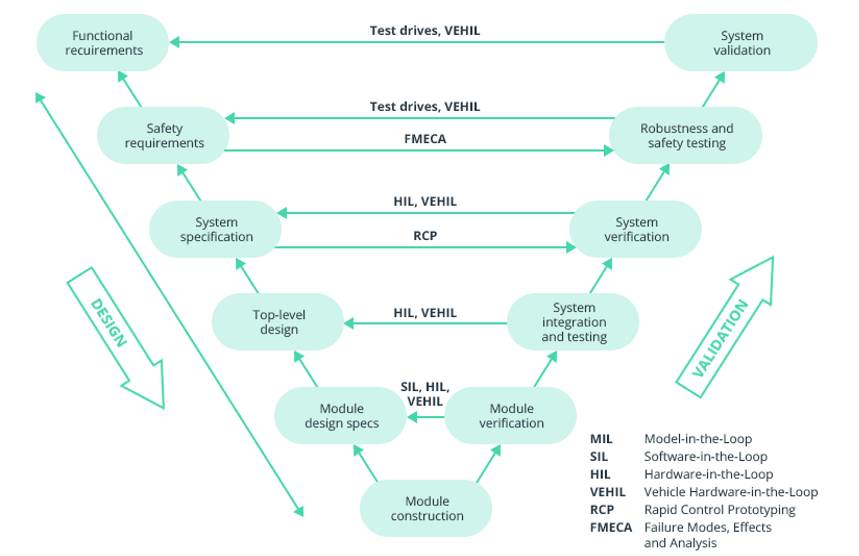 Functional
recuirements
Test drives, VEHIL
System
validation
Safety
requirements
Test drives, VEHIL
FMECA
Robustness and
safety testing
System
specification
HIL, VEHIL
RCP
System
verification
DESIGN
Top-level
design
HIL, VEHIL
System
integration
and testing
VALIDATION
Module
design specs
SIL, HIL,
VEHIL
Module
verification
Module
construction
MIL Model-in-the-Loop
SIL Software-in-the-Loop
HIL Hardware-in-the-Loop
VEHIL Vehicle Hardware-in-the-Loop
RCP Rapid Control Prototyping
FMECA Failure Modes, Effects
and Analysis